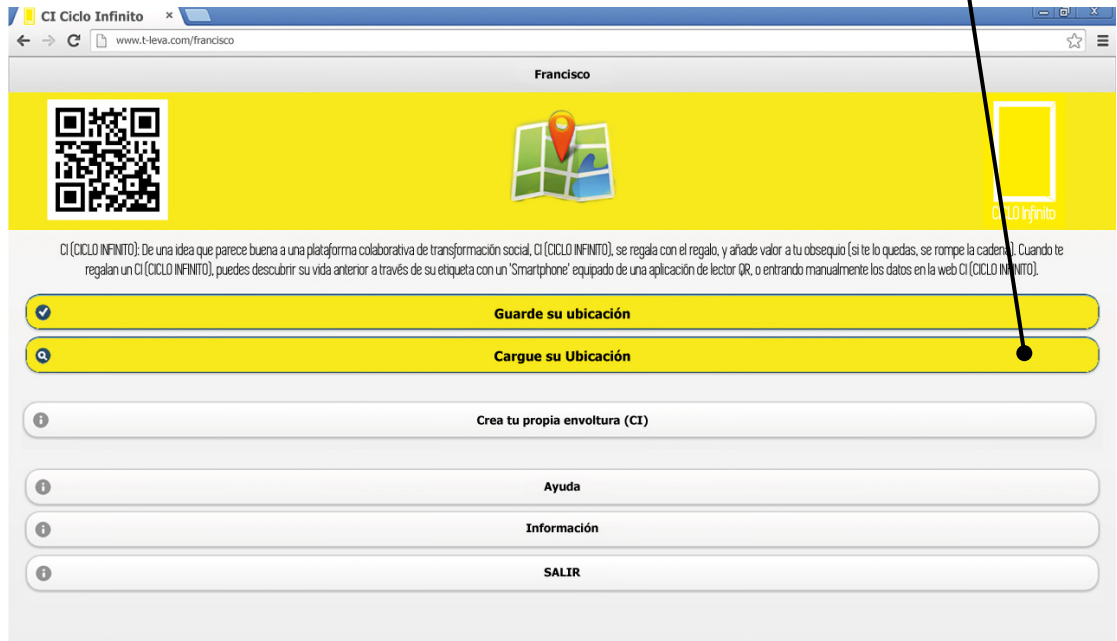 CI Ciclo Infinito
www.t-leva.com/francisco
Francisco
CICLO Infinito
CI (CICLO INFINITO): De una idea que parece buena a una plataforma colaborativa de transformación social, CI (CICLO INFINITO), se regala con el regalo, y añade valor a tu obsequio (si te lo quedas, se rompe la cadena). Cuando te
regalan un CI (CICLO INFINITO), puedes descubrir su vida anterior a través de su etiqueta con un 'Smartphone' equipado de una aplicación de lector QR, o entrando manualmente los datos en la web CI (CICLO INFINITO).
Guarde su ubicación
Cargue su Ubicación
Crea tu propia envoltura (CI)
Ayuda
Información
SALIR